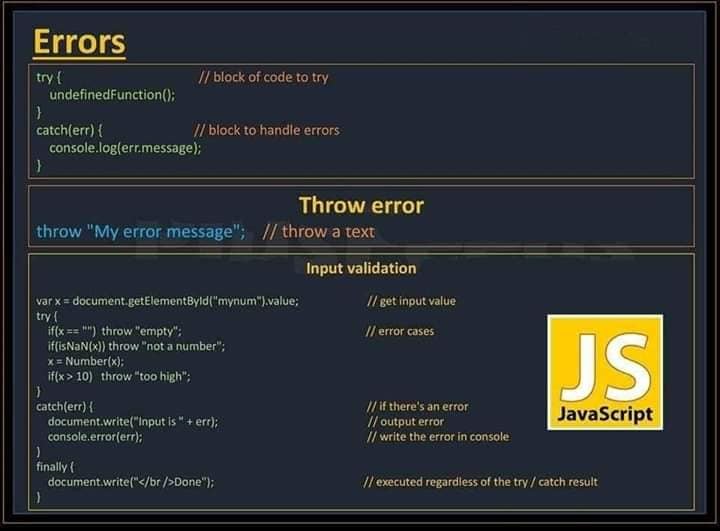 Errors
try { // block of code to try
undefinedFunction();
}
catch(err) { // block to handle errors
console.log(err.message);
}
Throw error
throw "My error message"; // throw a text
Input validation
var x = document.getElementById("mynum").value; // get input value
try {
if(x == "") throw "empty"; // error cases
if(isNaN(x)) throw "not a number";
x = Number(x);
if(x > 10) throw "too high";
}
catch(err) { // if there's an error
document.write("Input is " + err); // output error
console.error(err); // write the error in console
}
finally {
document.write("</br />Done"); // executed regardless of the try / catch result
}
JS
JavaScript